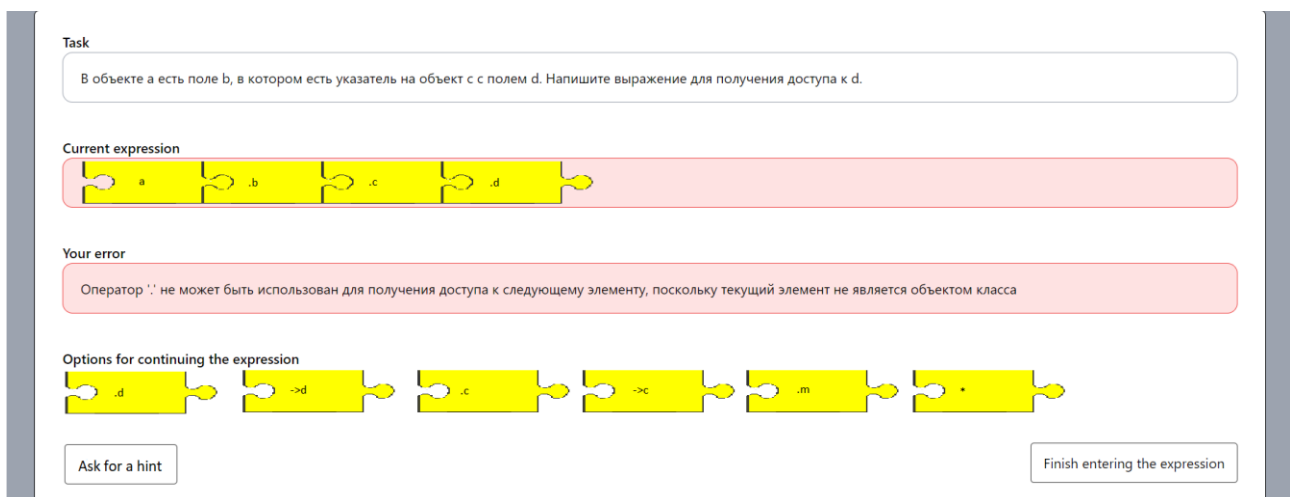 Task
В объекте a есть поле b, в котором есть указатель на объект c с полем d. Напишите выражение для получения доступа к d.
Current expression
a .b .c .d
Your error
Оператор '.' не может быть использован для получения доступа к следующему элементу, поскольку текущий элемент не является объектом класса
Options for continuing the expression
.d ->d .c ->c .m *
Ask for a hint Finish entering the expression